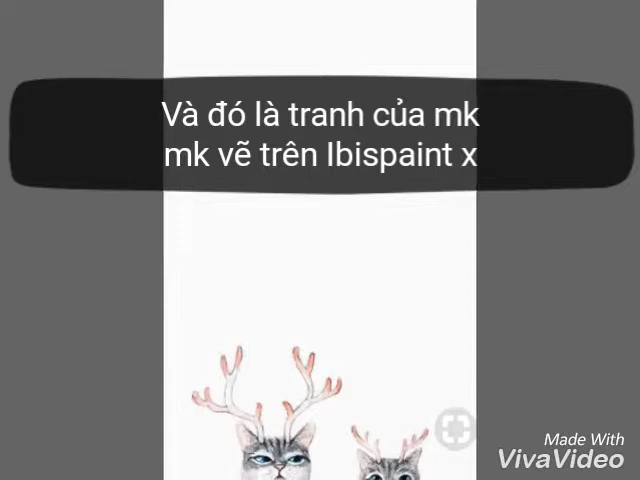 Và đó là tranh của mk
mk vẽ trên Ibispaint x
Made With
VivaVideo